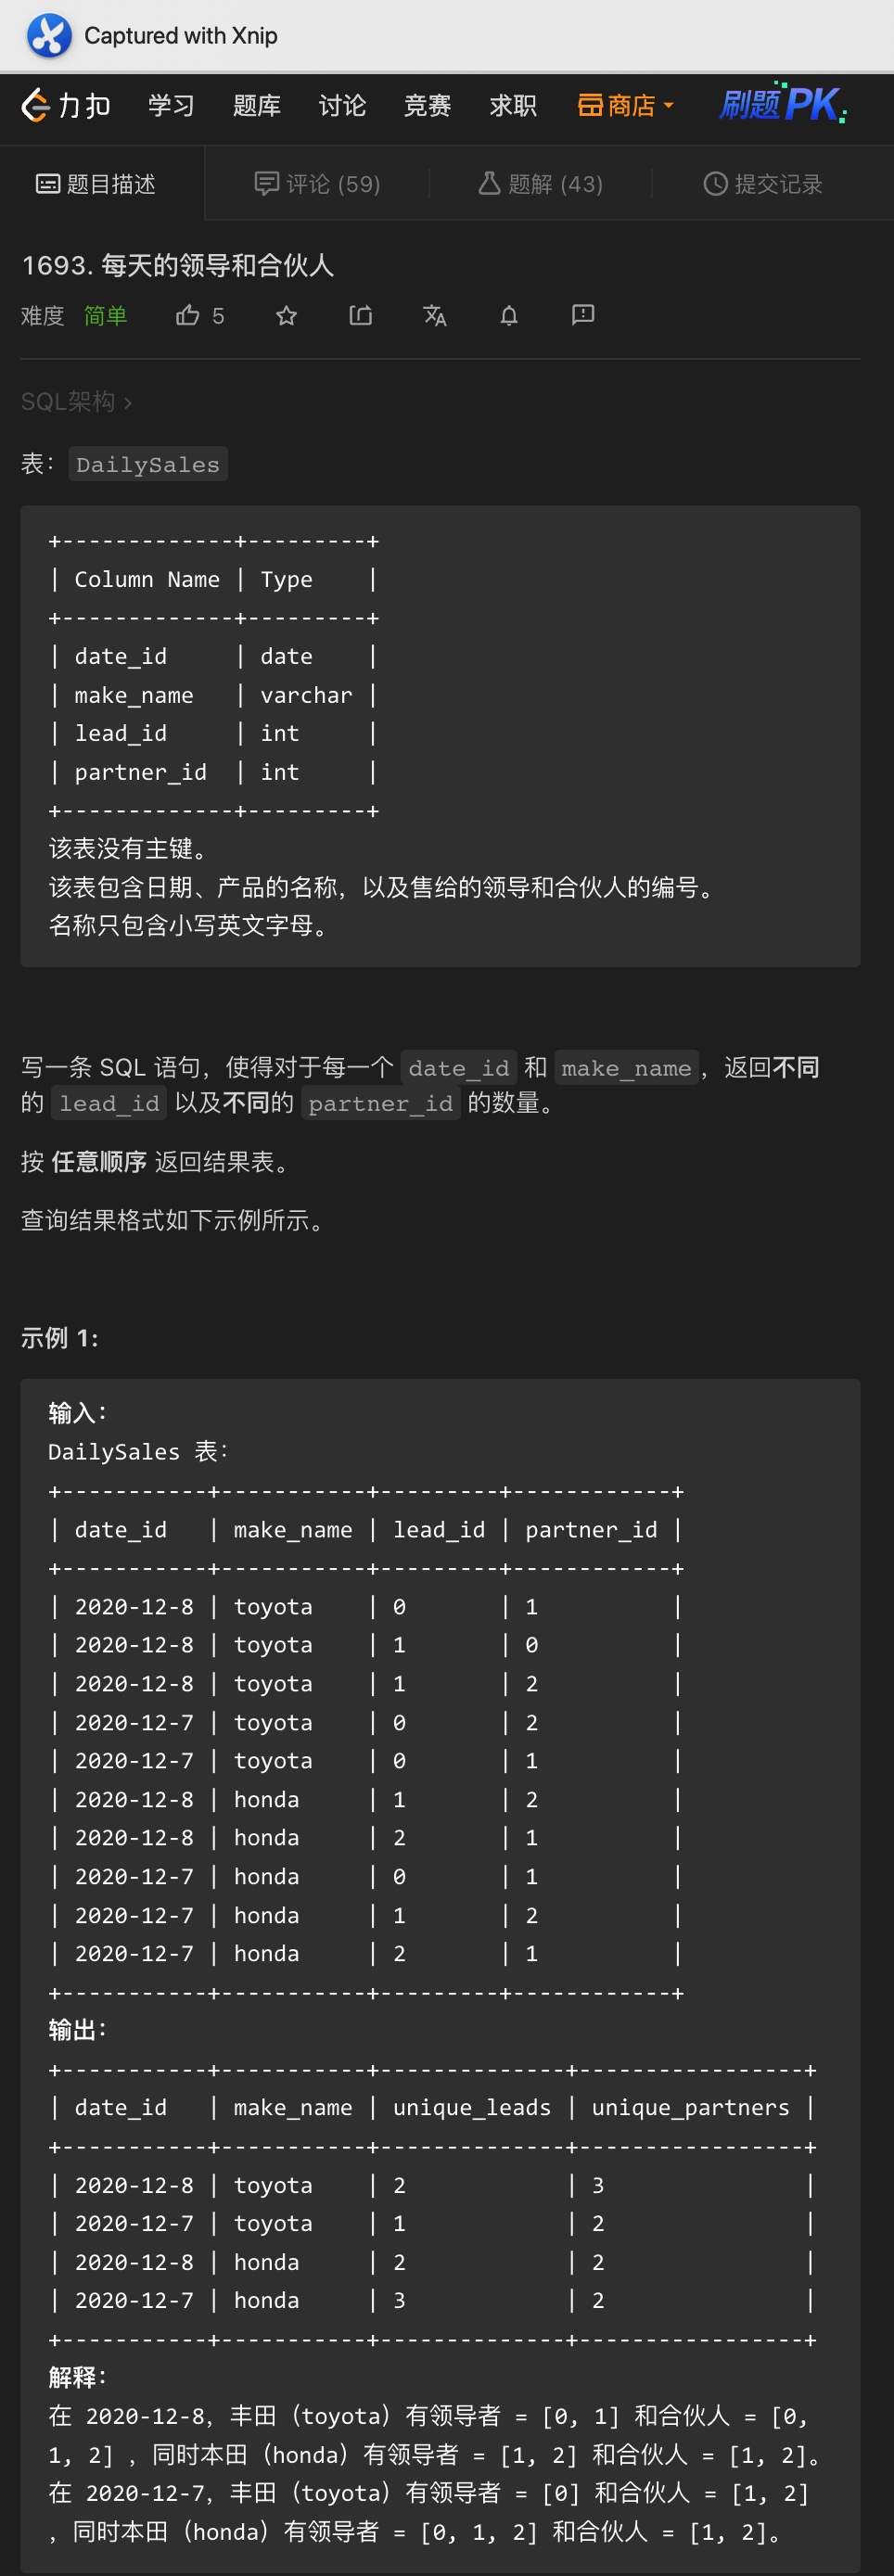 Captured with Xnip
力扣 学习 题库 讨论 竞赛 求职 商店 刷题PK
题目描述 评论 (59) 题解 (43) 提交记录
1693. 每天的领导和合伙人
难度 简单 5
SQL架构 >
表： DailySales
+-------------+---------+
| Column Name | Type    |
+-------------+---------+
| date_id     | date    |
| make_name   | varchar |
| lead_id     | int     |
| partner_id  | int     |
+-------------+---------+
该表没有主键。
该表包含日期、产品的名称，以及售给的领导和合伙人的编号。
名称只包含小写英文字母。
写一条 SQL 语句，使得对于每一个 date_id 和 make_name，返回不同
的 lead_id 以及不同的 partner_id 的数量。
按 任意顺序 返回结果表。
查询结果格式如下示例所示。
示例 1:
输入：
DailySales 表：
+-----------+-----------+---------+------------+
| date_id   | make_name | lead_id | partner_id |
+-----------+-----------+---------+------------+
| 2020-12-8 | toyota    | 0       | 1          |
| 2020-12-8 | toyota    | 1       | 0          |
| 2020-12-8 | toyota    | 1       | 2          |
| 2020-12-7 | toyota    | 0       | 2          |
| 2020-12-7 | toyota    | 0       | 1          |
| 2020-12-8 | honda     | 1       | 2          |
| 2020-12-8 | honda     | 2       | 1          |
| 2020-12-7 | honda     | 0       | 1          |
| 2020-12-7 | honda     | 1       | 2          |
| 2020-12-7 | honda     | 2       | 1          |
+-----------+-----------+---------+------------+
输出：
+-----------+-----------+--------------+-----------------+
| date_id   | make_name | unique_leads | unique_partners |
+-----------+-----------+--------------+-----------------+
| 2020-12-8 | toyota    | 2            | 3               |
| 2020-12-7 | toyota    | 1            | 2               |
| 2020-12-8 | honda     | 2            | 2               |
| 2020-12-7 | honda     | 3            | 2               |
+-----------+-----------+--------------+-----------------+
解释：
在 2020-12-8，丰田（toyota）有领导者 = [0, 1] 和合伙人 = [0,
1, 2] ，同时本田（honda）有领导者 = [1, 2] 和合伙人 = [1, 2]。
在 2020-12-7，丰田（toyota）有领导者 = [0] 和合伙人 = [1, 2]
，同时本田（honda）有领导者 = [0, 1, 2] 和合伙人 = [1, 2]。